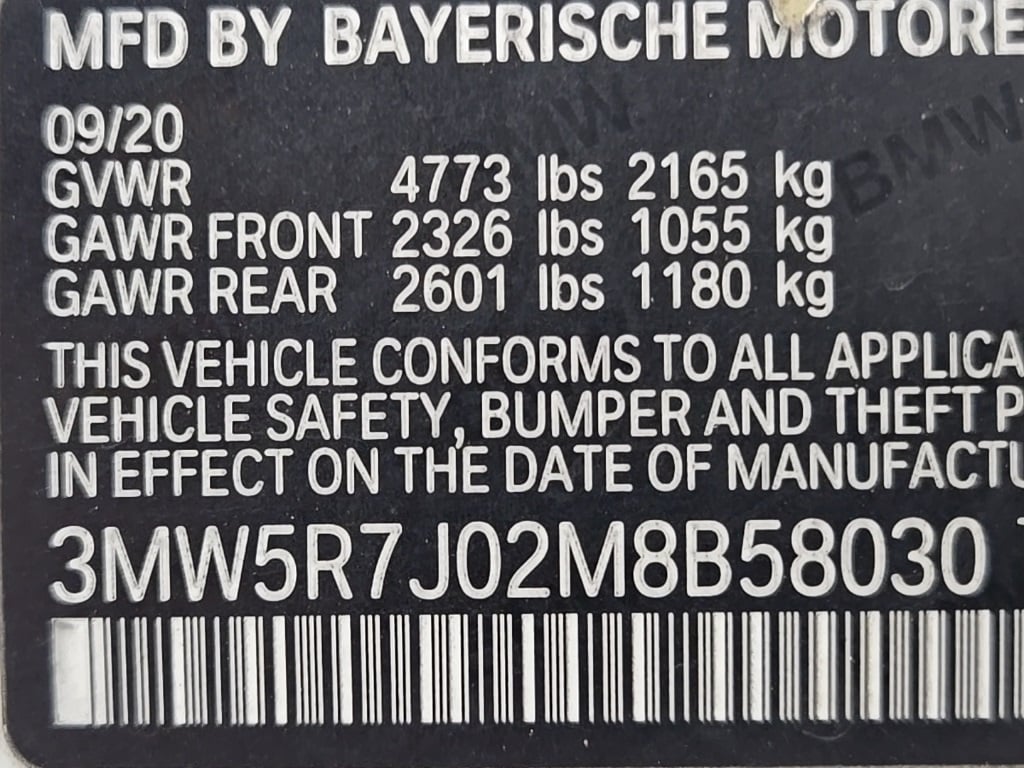 MFD BY BAYERISCHE MOTORE
09/20
GVWR 4773 lbs 2165 kg
GAWR FRONT 2326 lbs 1055 kg
GAWR REAR 2601 lbs 1180 kg
THIS VEHICLE CONFORMS TO ALL APPLICA
VEHICLE SAFETY, BUMPER AND THEFT P
IN EFFECT ON THE DATE OF MANUFACTU
3MW5R7J02M8B58030
BMW
BMW